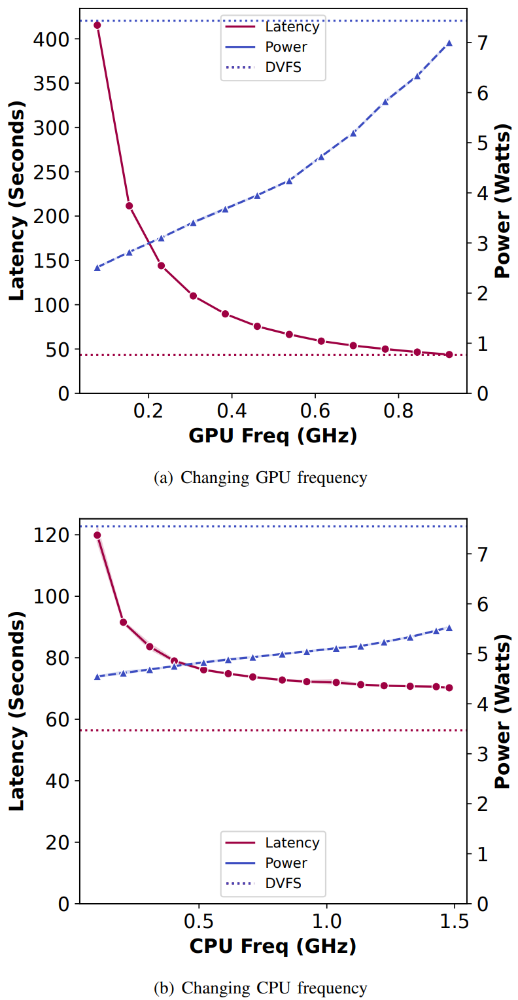 400
350
300
250
200
150
100
50
0
Latency (Seconds)
Latency
Power
DVFS
7
6
5
4
3
2
1
0
Power (Watts)
0.2 0.4 0.6 0.8
GPU Freq (GHz)
(a) Changing GPU frequency
120
100
80
60
40
20
0
Latency (Seconds)
Latency
Power
DVFS
7
6
5
4
3
2
1
0
Power (Watts)
0.5 1.0 1.5
CPU Freq (GHz)
(b) Changing CPU frequency